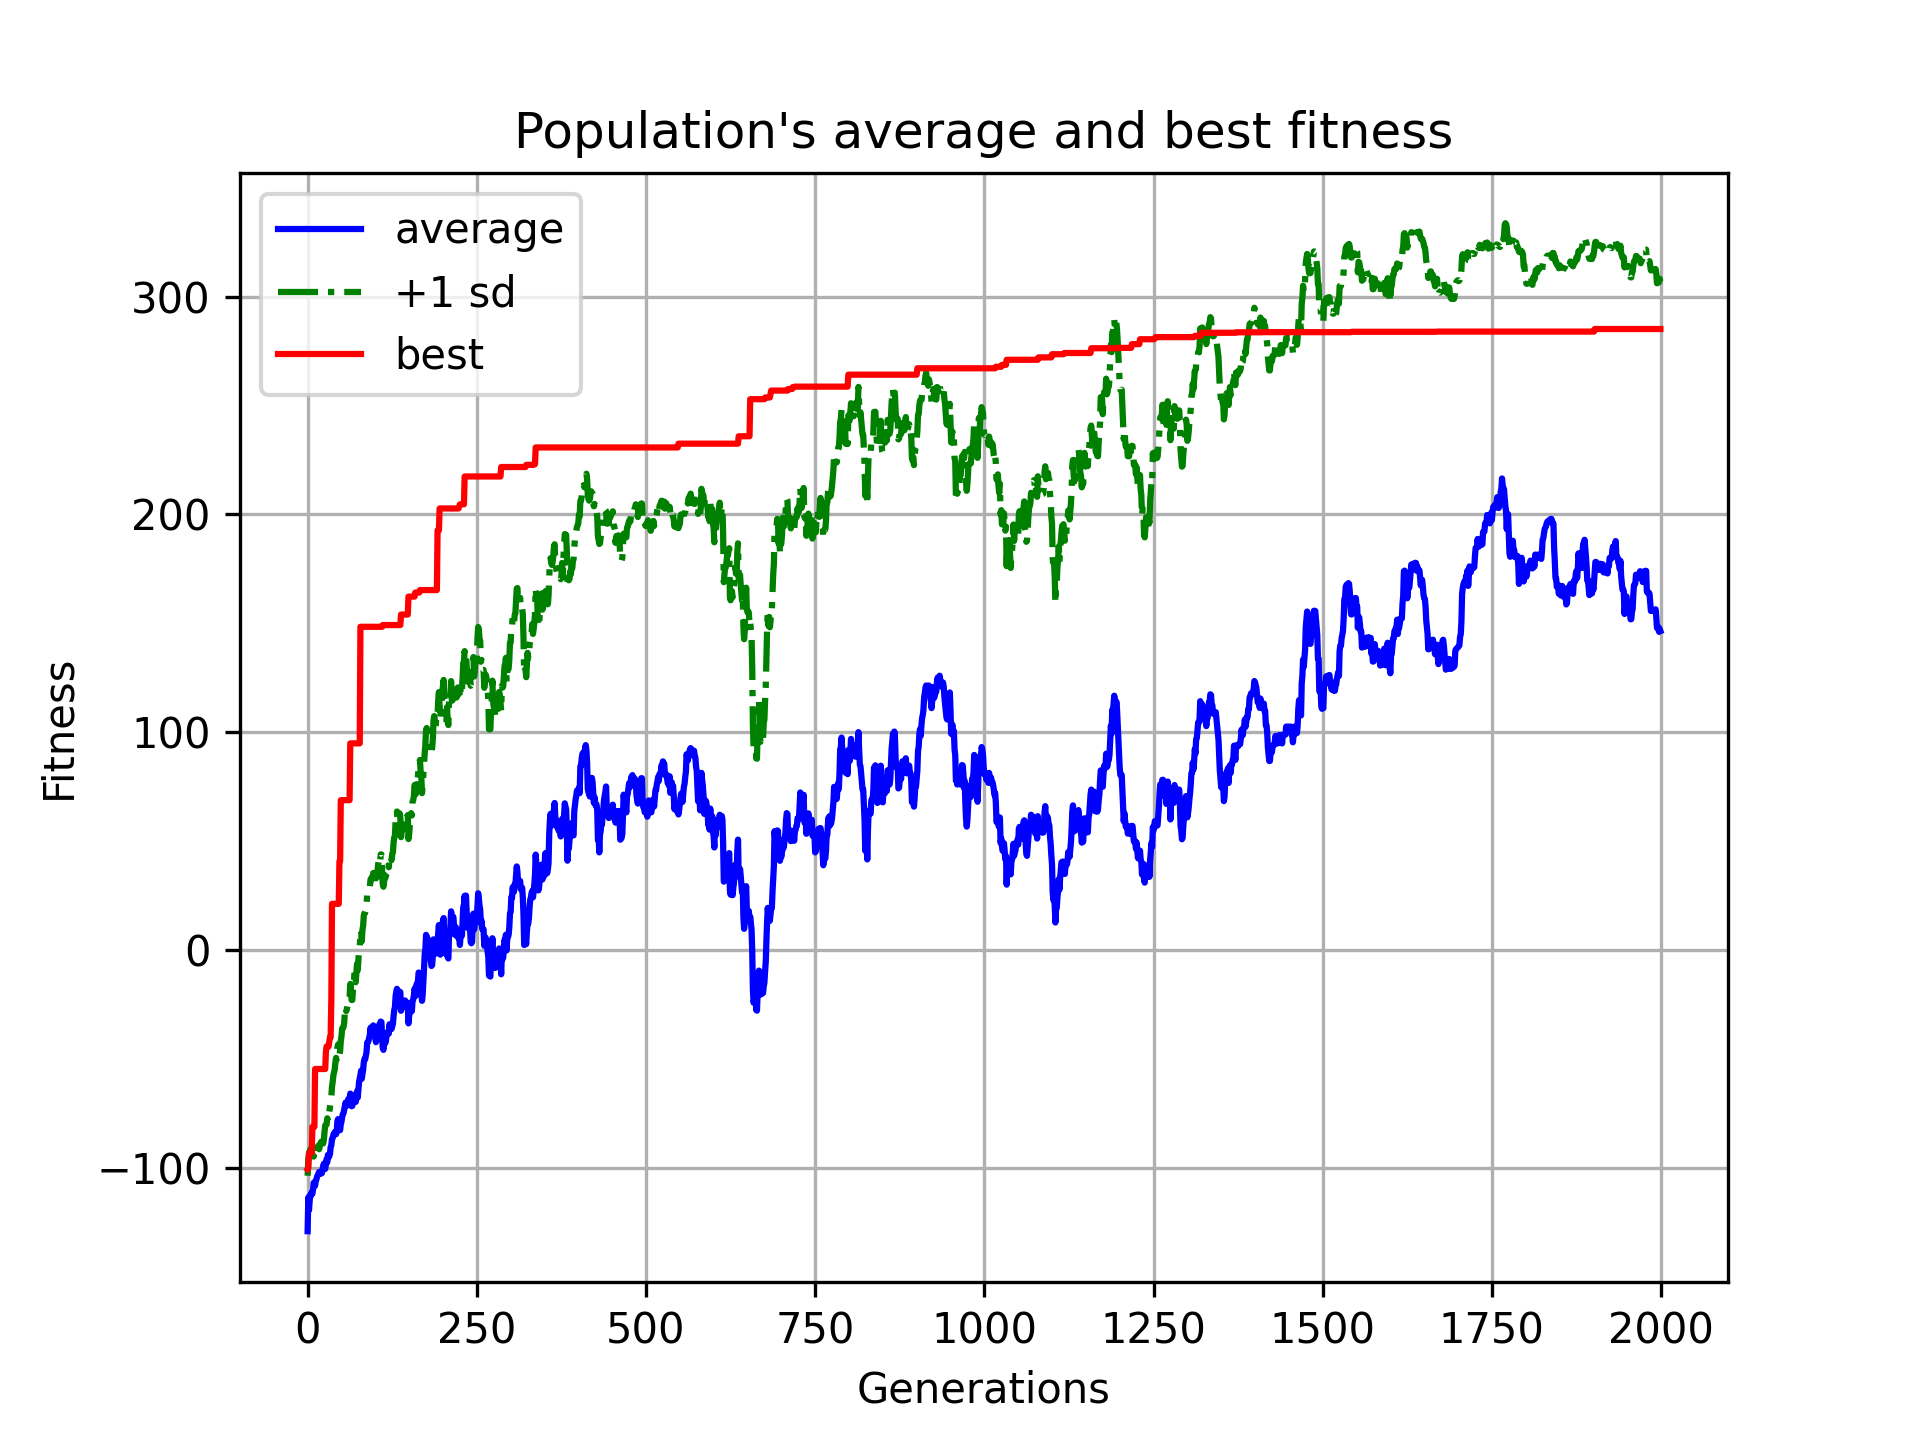 Population's average and best fitness
average
+1 sd
best
Fitness
300
200
100
0
−100
0 250 500 750 1000 1250 1500 1750 2000
Generations